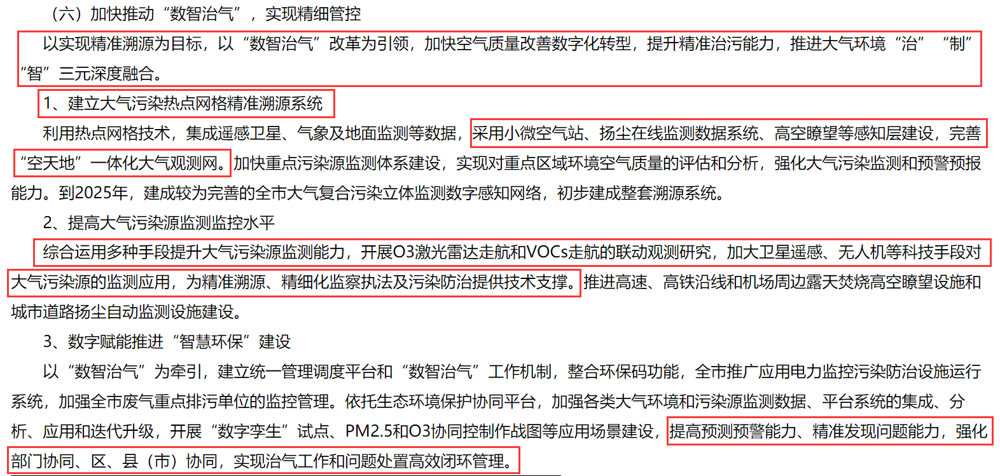 （六）加快推动“数智治气”，实现精细管控
以实现精准溯源为目标，以“数智治气”改革为引领，加快空气质量改善数字化转型，提升精准治污能力，推进大气环境“治”“制”
“智”三元深度融合。
1、建立大气污染热点网格精准溯源系统
利用热点网格技术，集成遥感卫星、气象及地面监测等数据，采用小微空气站、扬尘在线监测数据系统、高空瞭望等感知层建设，完善
“空天地”一体化大气观测网。加快重点污染源监测体系建设，实现对重点区域环境空气质量的评估和分析，强化大气污染监测和预警预报
能力。到2025年，建成较为完善的全市大气复合污染立体监测数字感知网络，初步建成整套溯源系统。
2、提高大气污染源监测监控水平
综合运用多种手段提升大气污染源监测能力，开展O3激光雷达走航和VOCs走航的联动观测研究，加大卫星遥感、无人机等科技手段对
大气污染源的监测应用，为精准溯源、精细化监察执法及污染防治提供技术支撑。推进高速、高铁沿线和机场周边露天焚烧高空瞭望设施和
城市道路扬尘自动监测设施建设。
3、数字赋能推进“智慧环保”建设
以“数智治气”为牵引，建立统一管理调度平台和“数智治气”工作机制，整合环保码功能，全市推广应用电力监控污染防治设施运行
系统，加强全市废气重点排污单位的监控管理。依托生态环境保护协同平台，加强各类大气环境和污染源监测数据、平台系统的集成、分
析、应用和迭代升级，开展“数字孪生”试点、PM2.5和O3协同控制作战图等应用场景建设，提高预测预警能力、精准发现问题能力，强化
部门协同、区、县（市）协同，实现治气工作和问题处置高效闭环管理。